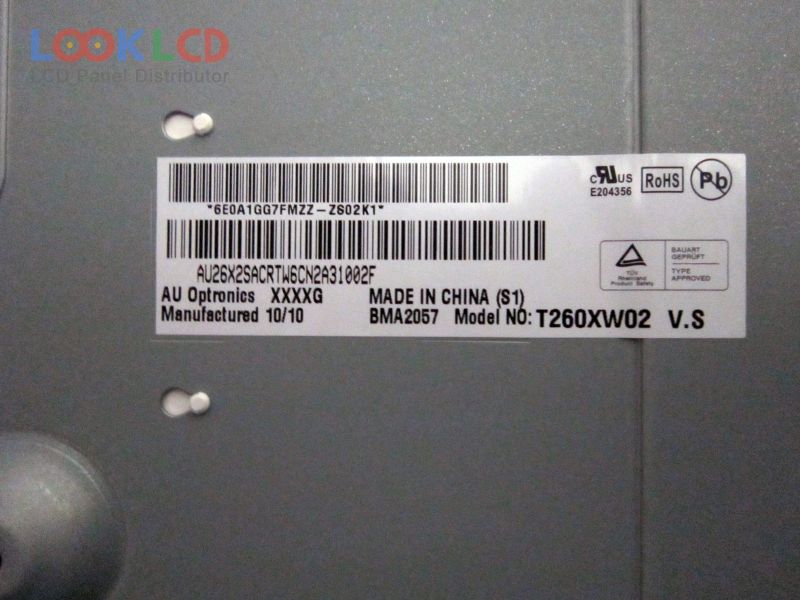 LOOKLCD
LCD Panel Distributor
*6E0A1GG7FMZZ-ZS02K1*
c RU US
E204356
RoHS
Pb
AU26X2SACRTW6CN2A31002F
TÜV
Rheinland
Product Safety
BAUART
GEPRÜFT
TYPE
APPROVED
AU Optronics XXXXG MADE IN CHINA (S1)
Manufactured 10/10 BMA2057 Model NO: T260XW02 V.S